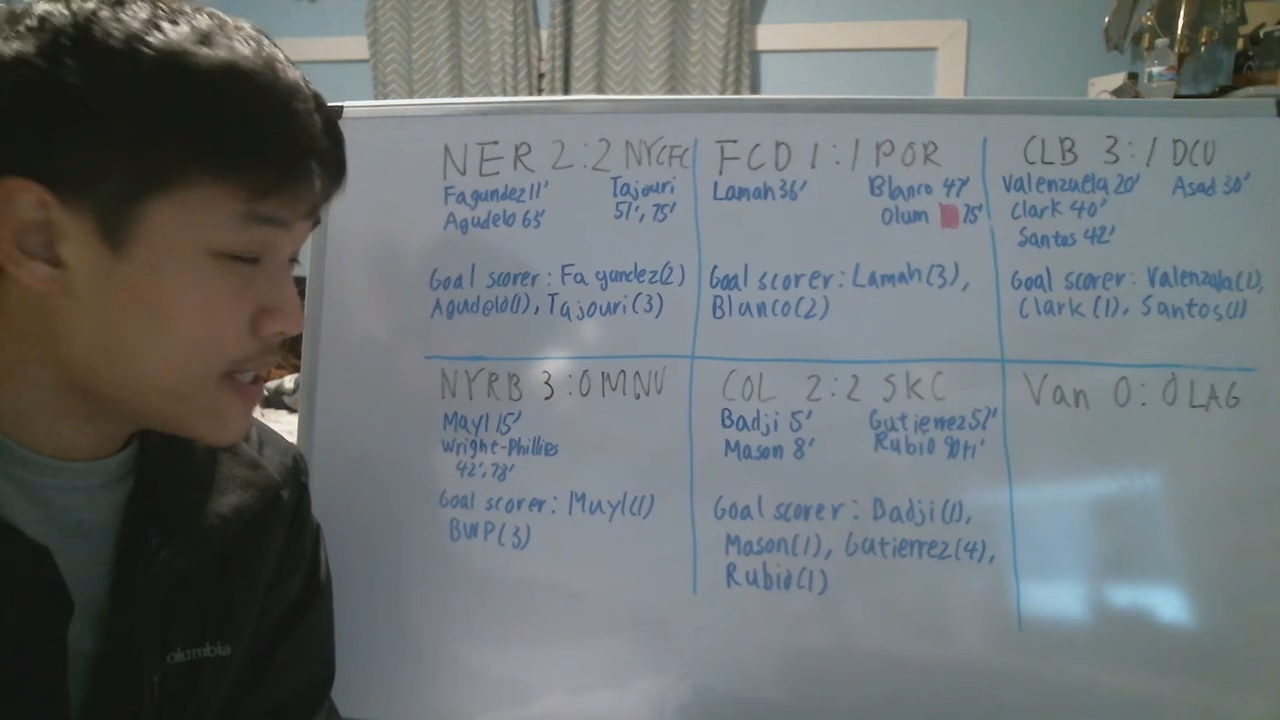 NER 2:2 NYCFC
Fagundez 11' Tajouri
Agudelo 63' 51', 75'
Goal scorer: Fagundez(2)
Agudelo(1), Tajouri(3)
FCD 1:1 POR
Lamah 36' Blanco 47'
Olum 75'
Goal scorer: Lamah(3),
Blanco(2)
CLB 3:1 DCU
Valenzuela 20' Asad 30'
Clark 40'
Santos 42'
Goal scorer: Valenzula(1),
Clark(1), Santos(1)
NYRB 3:0 MNU
Muyl 15'
Wright-Phillies
42', 78'
Goal scorer: Muyl(1)
BWP(3)
COL 2:2 SKC
Badji 5' Gutierrez 57'
Mason 8' Rubio 90+1'
Goal scorer: Badji(1),
Mason(1), Gutierrez(4),
Rubio(1)
Van 0:0 LAG
Columbia